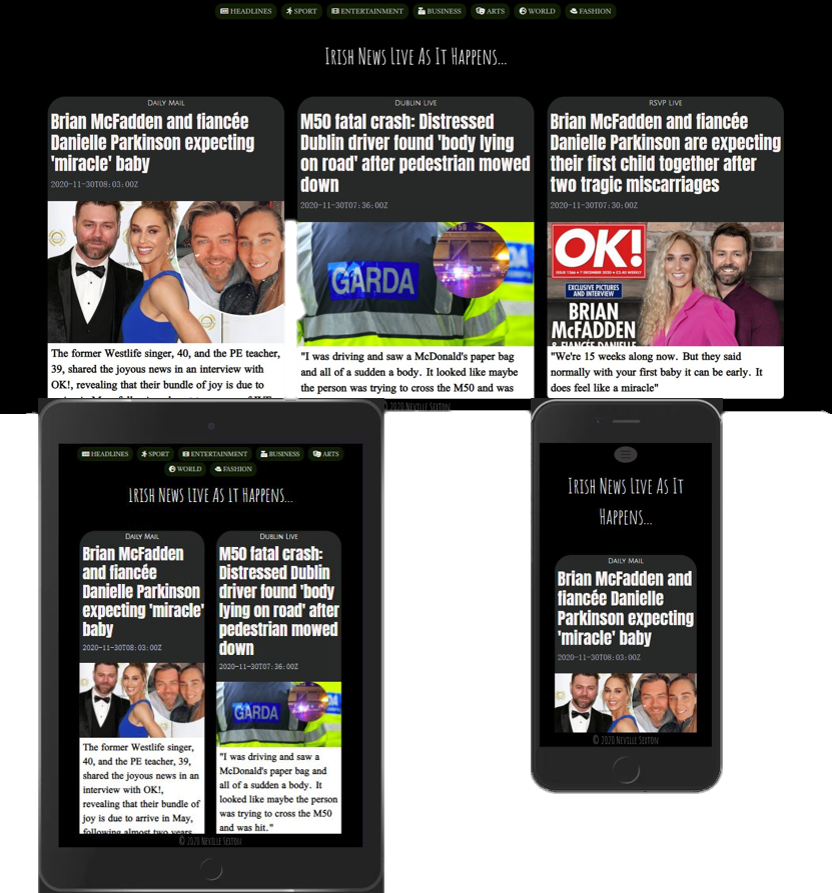 HEADLINES SPORT ENTERTAINMENT BUSINESS ARTS WORLD FASHION
Irish News Live As It Happens...
Daily Mail
Brian McFadden and fiancée
Danielle Parkinson expecting
'miracle' baby
2020-11-30T08:03:00Z
The former Westlife singer, 40, and the PE teacher,
39, shared the joyous news in an interview with
OK!, revealing that their bundle of joy is due to
Dublin Live
M50 fatal crash: Distressed
Dublin driver found 'body lying
on road' after pedestrian mowed
down
2020-11-30T07:36:00Z
M50
GARDA
"I was driving and saw a McDonald's paper bag
and all of a sudden a body. It looked like maybe
the person was trying to cross the M50 and was
RSVP Live
Brian McFadden and fiancée
Danielle Parkinson are expecting
their first child together after
two tragic miscarriages
2020-11-30T07:30:00Z
OK!
EXCLUSIVE PICTURES
AND INTERVIEW
BRIAN
McFADDEN
& FIANCÉE DANIELLE
"We're 15 weeks along now. But they said
normally with your first baby it can be early. It
does feel like a miracle"
© 2020 Neville Sexton
HEADLINES SPORT ENTERTAINMENT BUSINESS ARTS
WORLD FASHION
Irish News Live As It Happens...
Daily Mail
Brian McFadden
and fiancée
Danielle Parkinson
expecting 'miracle'
baby
2020-11-30T08:03:00Z
The former Westlife singer,
40, and the PE teacher, 39,
shared the joyous news in an
interview with OK!,
revealing that their bundle of
joy is due to arrive in May,
following almost two years
Dublin Live
M50 fatal crash:
Distressed Dublin
driver found 'body
lying on road' after
pedestrian mowed
down
2020-11-30T07:36:00Z
GARDA
"I was driving and saw a
McDonald's paper bag and
all of a sudden a body. It
looked like maybe the person
was trying to cross the M50
and was hit."
© 2020 Neville Sexton
Irish News Live As It
Happens...
Daily Mail
Brian McFadden and
fiancée Danielle
Parkinson expecting
'miracle' baby
2020-11-30T08:03:00Z
© 2020 Neville Sexton